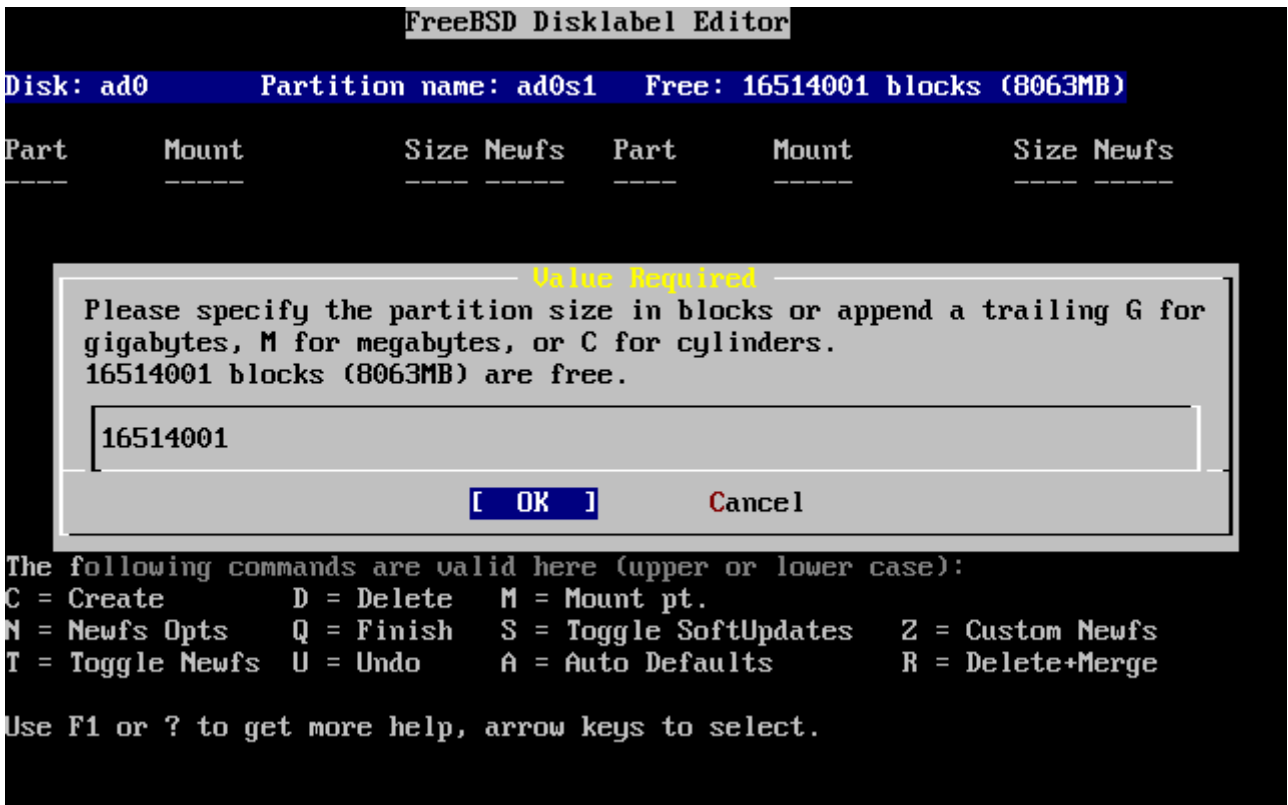 FreeBSD Disklabel Editor
Disk: ad0 Partition name: ad0s1 Free: 16514001 blocks (8063MB)
Part Mount Size Newfs Part Mount Size Newfs
---- ----- ---- ----- ---- ----- ---- -----
Value Required
Please specify the partition size in blocks or append a trailing G for
gigabytes, M for megabytes, or C for cylinders.
16514001 blocks (8063MB) are free.
16514001
[ OK ] Cancel
The following commands are valid here (upper or lower case):
C = Create D = Delete M = Mount pt.
N = Newfs Opts Q = Finish S = Toggle SoftUpdates Z = Custom Newfs
T = Toggle Newfs U = Undo A = Auto Defaults R = Delete+Merge
Use F1 or ? to get more help, arrow keys to select.